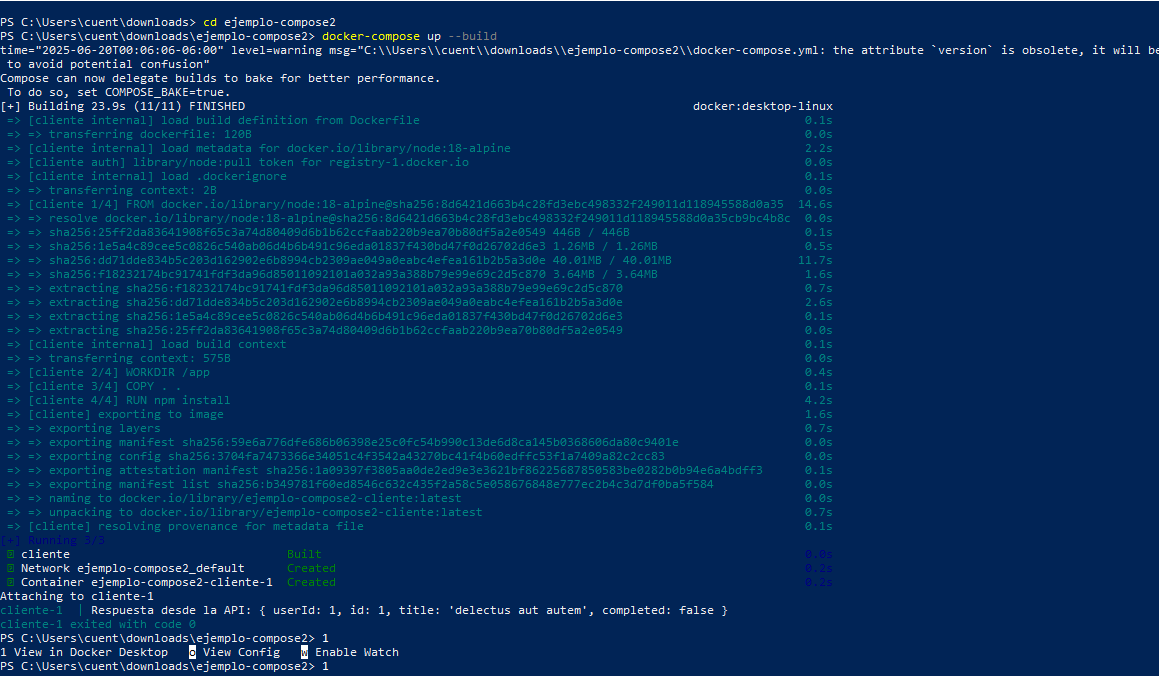 PS C:\Users\cuent\downloads> cd ejemplo-compose2
PS C:\Users\cuent\downloads\ejemplo-compose2> docker-compose up --build
time="2025-06-20T00:06:06-06:00" level=warning msg="C:\\Users\\cuent\\downloads\\ejemplo-compose2\\docker-compose.yml: the attribute `version` is obsolete, it will be
 to avoid potential confusion"
Compose can now delegate builds to bake for better performance.
 To do so, set COMPOSE_BAKE=true.
[+] Building 23.9s (11/11) FINISHED docker:desktop-linux
 => [cliente internal] load build definition from Dockerfile 0.1s
 => => transferring dockerfile: 120B 0.0s
 => [cliente internal] load metadata for docker.io/library/node:18-alpine 2.2s
 => [cliente auth] library/node:pull token for registry-1.docker.io 0.0s
 => [cliente internal] load .dockerignore 0.1s
 => => transferring context: 2B 0.0s
 => [cliente 1/4] FROM docker.io/library/node:18-alpine@sha256:8d6421d663b4c28fd3ebc498332f249011d118945588d0a35 14.6s
 => => resolve docker.io/library/node:18-alpine@sha256:8d6421d663b4c28fd3ebc498332f249011d118945588d0a35cb9bc4b8c 0.0s
 => => sha256:25ff2da83641908f65c3a74d80409d6b1b62ccfaab220b9ea70b80df5a2e0549 446B / 446B 0.1s
 => => sha256:1e5a4c89cee5c0826c540ab06d4b6b491c96eda01837f430bd47f0d26702d6e3 1.26MB / 1.26MB 0.5s
 => => sha256:dd71dde834b5c203d162902e6b8994cb2309ae049a0eabc4efea161b2b5a3d0e 40.01MB / 40.01MB 11.7s
 => => sha256:f18232174bc91741fdf3da96d85011092101a032a93a388b79e99e69c2d5c870 3.64MB / 3.64MB 1.6s
 => => extracting sha256:f18232174bc91741fdf3da96d85011092101a032a93a388b79e99e69c2d5c870 0.7s
 => => extracting sha256:dd71dde834b5c203d162902e6b8994cb2309ae049a0eabc4efea161b2b5a3d0e 2.6s
 => => extracting sha256:1e5a4c89cee5c0826c540ab06d4b6b491c96eda01837f430bd47f0d26702d6e3 0.1s
 => => extracting sha256:25ff2da83641908f65c3a74d80409d6b1b62ccfaab220b9ea70b80df5a2e0549 0.0s
 => [cliente internal] load build context 0.1s
 => => transferring context: 575B 0.0s
 => [cliente 2/4] WORKDIR /app 0.4s
 => [cliente 3/4] COPY . . 0.1s
 => [cliente 4/4] RUN npm install 4.2s
 => [cliente] exporting to image 1.6s
 => => exporting layers 0.7s
 => => exporting manifest sha256:59e6a776dfe686b06398e25c0fc54b990c13de6d8ca145b0368606da80c9401e 0.0s
 => => exporting config sha256:3704fa7473366e34051c4f3542a43270bc41f4b60edffc53f1a7409a82c2cc83 0.0s
 => => exporting attestation manifest sha256:1a09397f3805aa0de2ed9e3e3621bf86225687850583be0282b0b94e6a4bdff3 0.1s
 => => exporting manifest list sha256:b349781f60ed8546c632c435f2a58c5e058676848e777ec2b4c3d7df0ba5f584 0.0s
 => => naming to docker.io/library/ejemplo-compose2-cliente:latest 0.0s
 => => unpacking to docker.io/library/ejemplo-compose2-cliente:latest 0.7s
 => [cliente] resolving provenance for metadata file 0.1s
[+] Running 3/3
 cliente Built 0.0s
 Network ejemplo-compose2_default Created 0.2s
 Container ejemplo-compose2-cliente-1 Created 0.2s
Attaching to cliente-1
cliente-1 | Respuesta desde la API: { userId: 1, id: 1, title: 'delectus aut autem', completed: false }
cliente-1 exited with code 0
PS C:\Users\cuent\downloads\ejemplo-compose2> 1
1 View in Docker Desktop o View Config w Enable Watch
PS C:\Users\cuent\downloads\ejemplo-compose2> 1